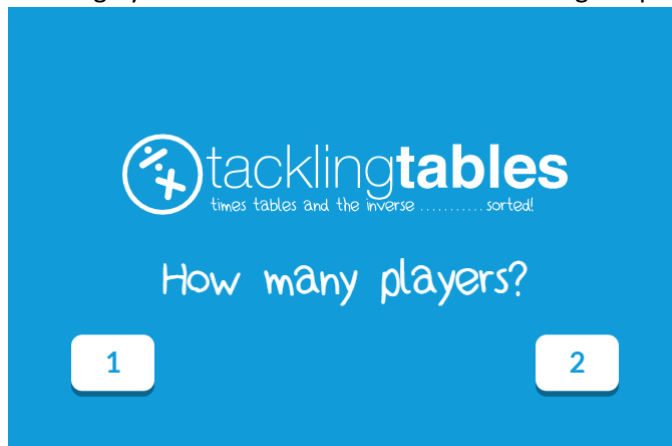 tacklingtables
times tables and the inverse ........... sorted!
How many players?
1 2